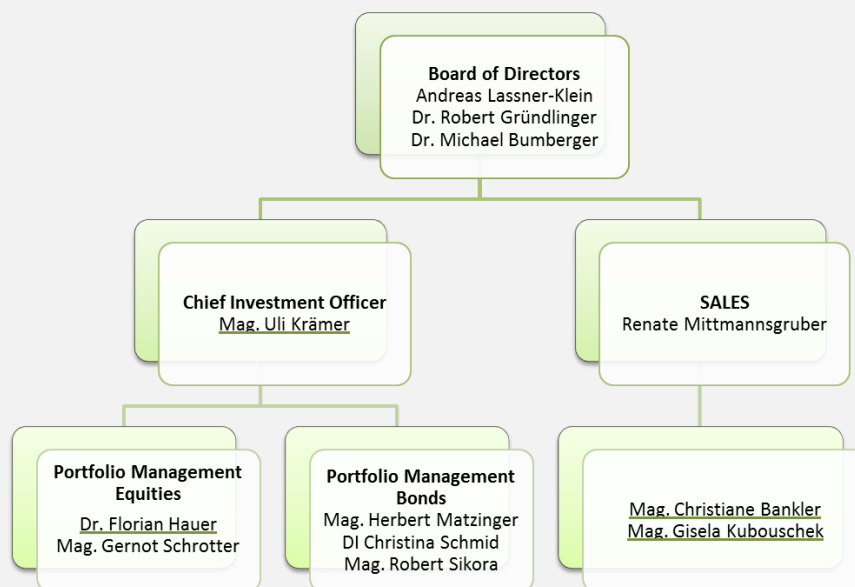 Board of Directors
Andreas Lassner-Klein
Dr. Robert Gründlinger
Dr. Michael Bumberger
Chief Investment Officer
Mag. Uli Krämer
SALES
Renate Mittmannsgruber
Portfolio Management
Equities
Dr. Florian Hauer
Mag. Gernot Schrotter
Portfolio Management
Bonds
Mag. Herbert Matzinger
DI Christina Schmid
Mag. Robert Sikora
Mag. Christiane Bankler
Mag. Gisela Kubouschek